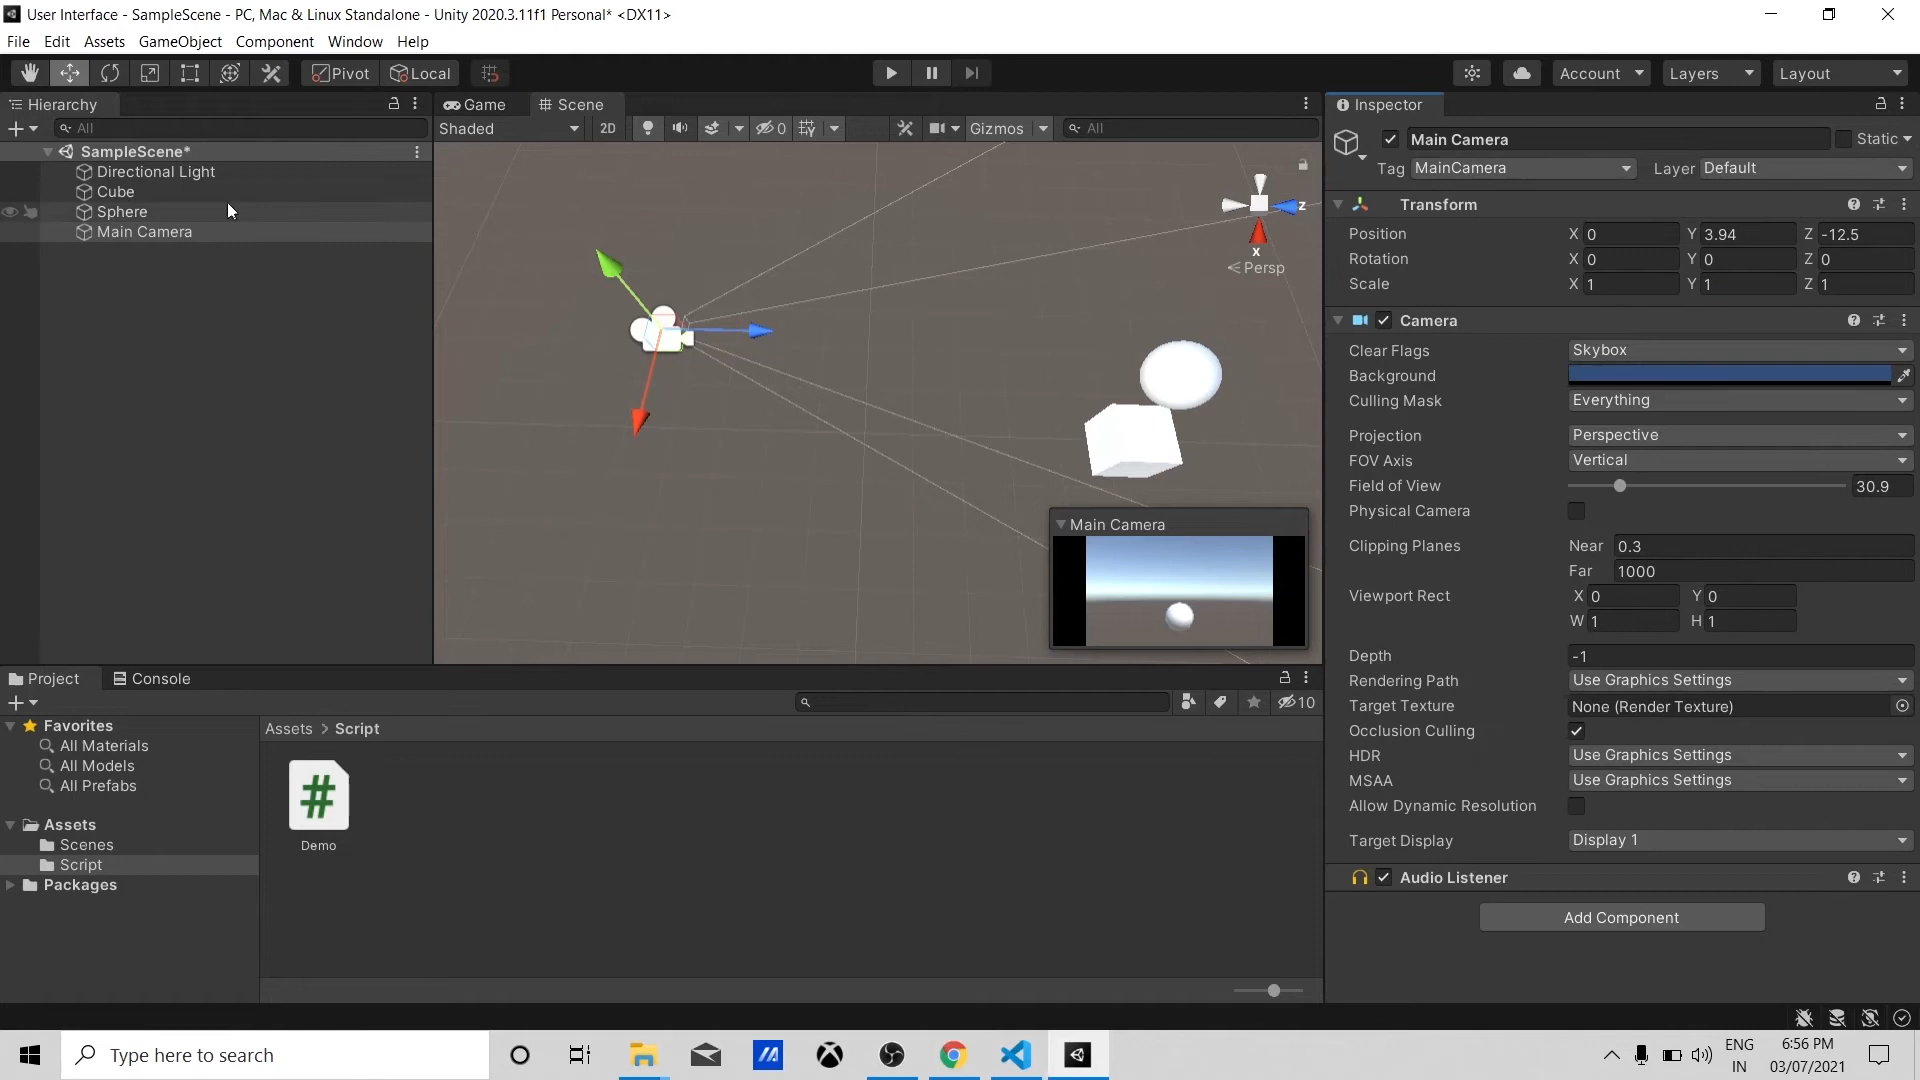 User Interface - SampleScene - PC, Mac & Linux Standalone - Unity 2020.3.11f1 Personal* <DX11>
File Edit Assets GameObject Component Window Help
Pivot Local Account Layers Layout
Hierarchy
All
SampleScene*
Directional Light
Cube
Sphere
Main Camera
Game Scene
Shaded 2D 0 Gizmos All
z
x
Persp
Main Camera
Inspector
Main Camera Static
Tag MainCamera Layer Default
Transform
Position X 0 Y 3.94 Z -12.5
Rotation X 0 Y 0 Z 0
Scale X 1 Y 1 Z 1
Camera
Clear Flags Skybox
Background
Culling Mask Everything
Projection Perspective
FOV Axis Vertical
Field of View 30.9
Physical Camera
Clipping Planes Near 0.3
Far 1000
Viewport Rect X 0 Y 0
W 1 H 1
Depth -1
Rendering Path Use Graphics Settings
Target Texture None (Render Texture)
Occlusion Culling
HDR Use Graphics Settings
MSAA Use Graphics Settings
Allow Dynamic Resolution
Target Display Display 1
Audio Listener
Add Component
Project Console
10
Favorites
All Materials
All Models
All Prefabs
Assets
Scenes
Script
Packages
Assets > Script
#
Demo
Type here to search
ENG
IN
6:56 PM
03/07/2021